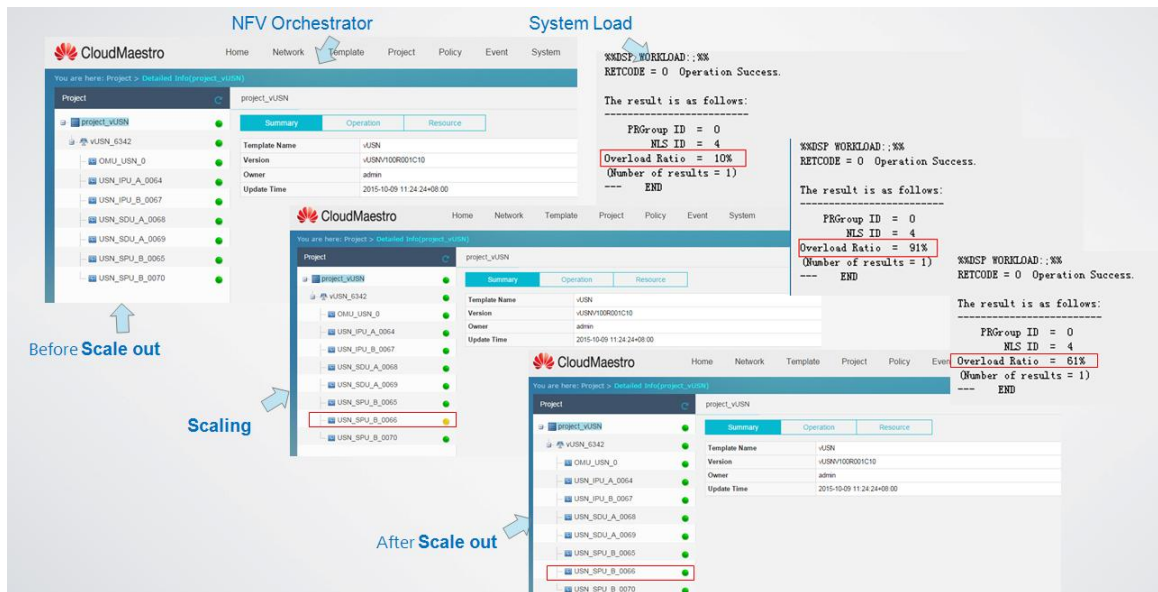 NFV Orchestrator
System Load
CloudMaestro
Home Network Template Project Policy Event System
You are here: Project > Detailed Info(project_vUSN)
Project
project_vUSN
project_vUSN
Summary Operation Resource
vUSN_6342
Template Name vUSN
OMU_USN_0
Version vUSNV100R001C10
USN_IPU_A_0064
Owner admin
USN_IPU_B_0067
Update Time 2015-10-09 11:24:24+08:00
USN_SDU_A_0068
USN_SDU_A_0069
USN_SPU_B_0065
USN_SPU_B_0070
Before Scale out
%%DSP WORKLOAD:;%%
RETCODE = 0 Operation Success.
The result is as follows:
-------------------------
PRGroup ID = 0
NLS ID = 4
Overload Ratio = 10%
(Number of results = 1)
--- END
CloudMaestro
Home Network Template Project Policy Event System
You are here: Project > Detailed Info(project_vUSN)
Project
project_vUSN
project_vUSN
Summary Operation Resource
vUSN_6342
Template Name vUSN
OMU_USN_0
Version vUSNV100R001C10
USN_IPU_A_0064
Owner admin
USN_IPU_B_0067
Update Time 2015-10-09 11:24:24+08:00
USN_SDU_A_0068
USN_SDU_A_0069
USN_SPU_B_0065
USN_SPU_B_0066
USN_SPU_B_0070
Scaling
%%DSP WORKLOAD:;%%
RETCODE = 0 Operation Success.
The result is as follows:
-------------------------
PRGroup ID = 0
NLS ID = 4
Overload Ratio = 91%
(Number of results = 1)
--- END
CloudMaestro
Home Network Template Project Policy Even
You are here: Project > Detailed Info(project_vUSN)
Project
project_vUSN
project_vUSN
Summary Operation Resource
vUSN_6342
Template Name vUSN
OMU_USN_0
Version vUSNV100R001C10
USN_IPU_A_0064
Owner admin
USN_IPU_B_0067
Update Time 2015-10-09 11:24:24+08:00
USN_SDU_A_0068
USN_SDU_A_0069
USN_SPU_B_0065
USN_SPU_B_0066
USN_SPU_B_0070
After Scale out
%%DSP WORKLOAD:;%%
RETCODE = 0 Operation Success.
The result is as follows:
-------------------------
PRGroup ID = 0
NLS ID = 4
Overload Ratio = 61%
(Number of results = 1)
--- END